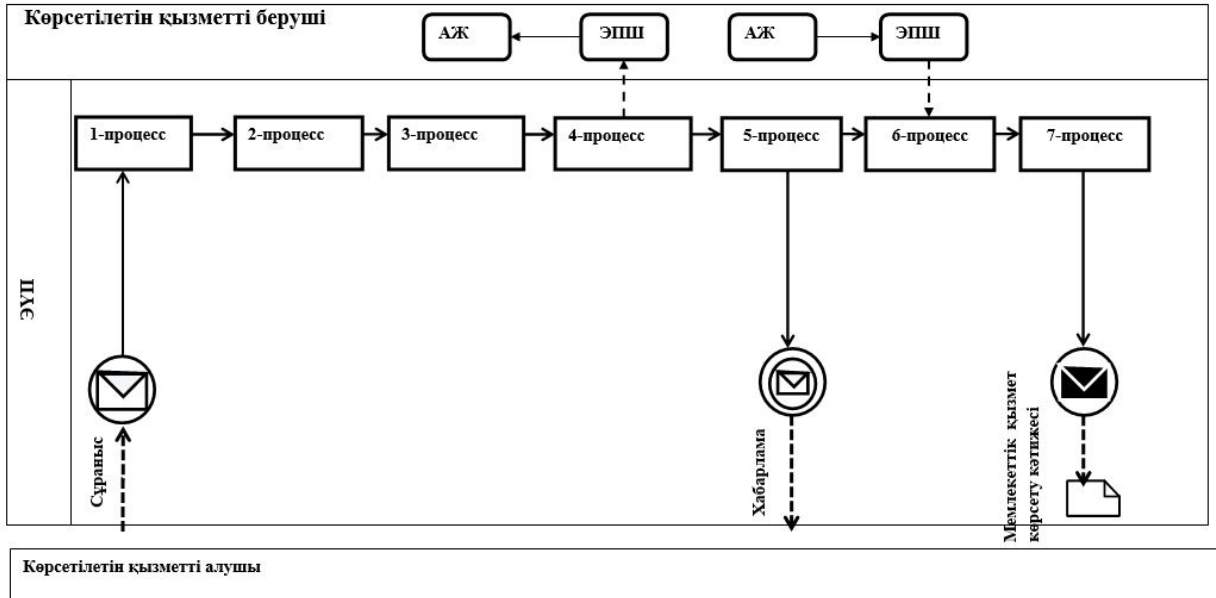 Көрсетілетін қызметті беруші
АЖ
ЭПШ
АЖ
ЭПШ
1-процесс
2-процесс
3-процесс
4-процесс
5-процесс
6-процесс
7-процесс
ЭҮП
Сұраныс
Хабарлама
Мемлекеттік қызмет
көрсету кәтижесі
Көрсетілетін қызметті алушы